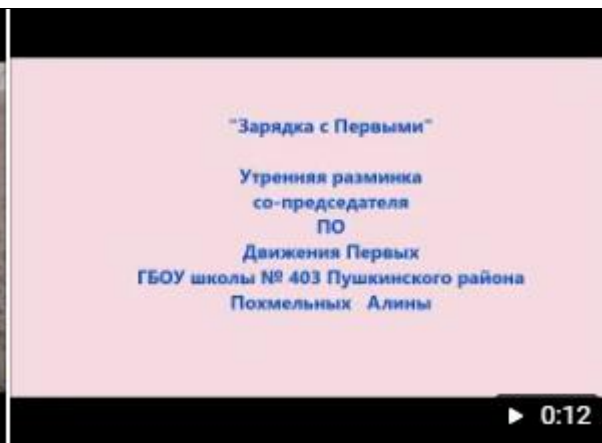 "Зарядка с Первыми"
Утренняя разминка
со-председателя
ПО
Движения Первых
ГБОУ школы № 403 Пушкинского района
Похмельных Алины
0:12